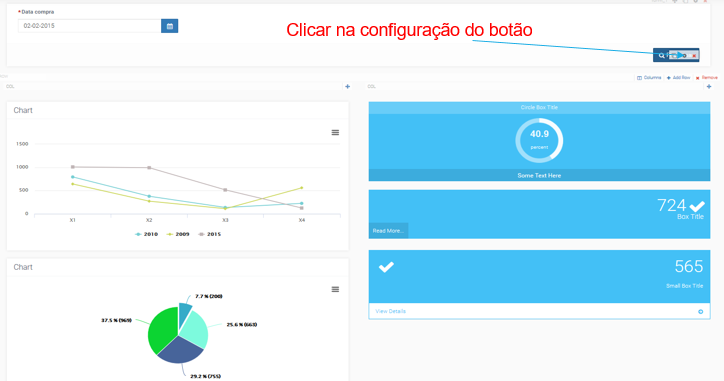 *Data compra
02-02-2015
Clicar na configuração do botão
Columns
Add Row
Remove
COL
COL
Chart
1500
1000
500
0
X1
X2
X3
X4
2010
2009
2015
Circle Box Title
40.9
percent
Some Text Here
724
Box Title
Read More...
565
Small Box Title
View Details
Chart
7.7 % (200)
25.6 % (663)
29.2 % (755)
37.5 % (969)